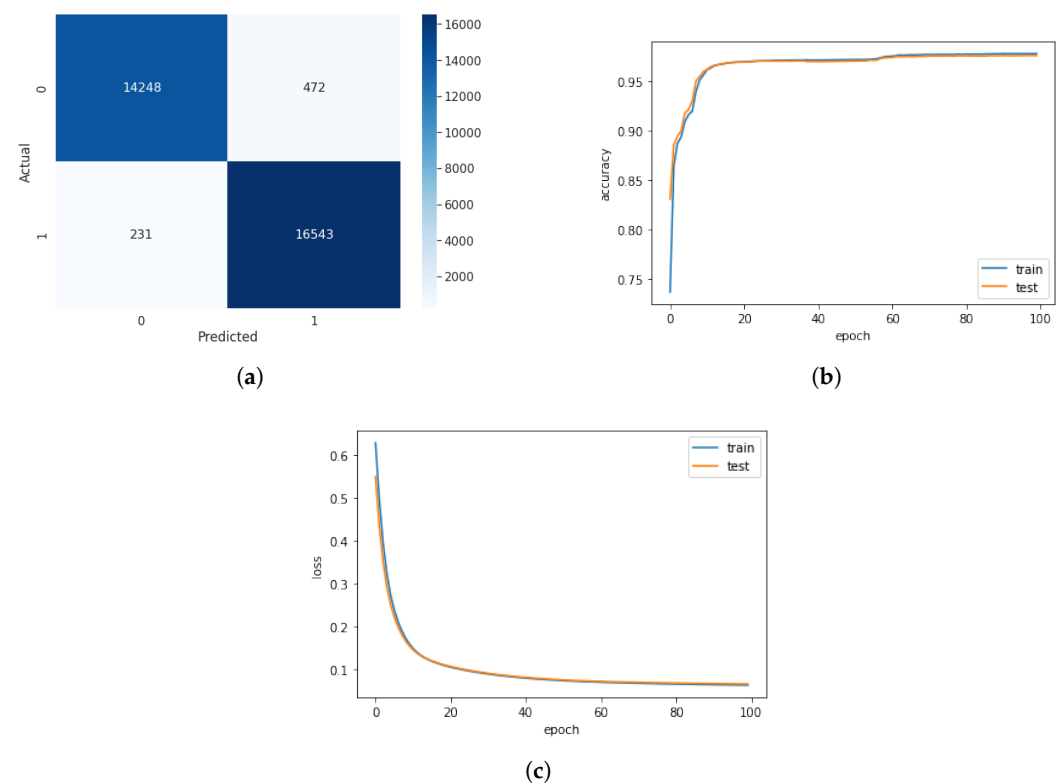 16000
14000
12000
10000
8000
6000
4000
2000
0
14248 472
1
231 16543
Actual
0 1
Predicted
(a)
0.95
0.90
0.85
0.80
0.75
accuracy
train
test
0 20 40 60 80 100
epoch
(b)
0.6
0.5
0.4
0.3
0.2
0.1
loss
train
test
0 20 40 60 80 100
epoch
(c)